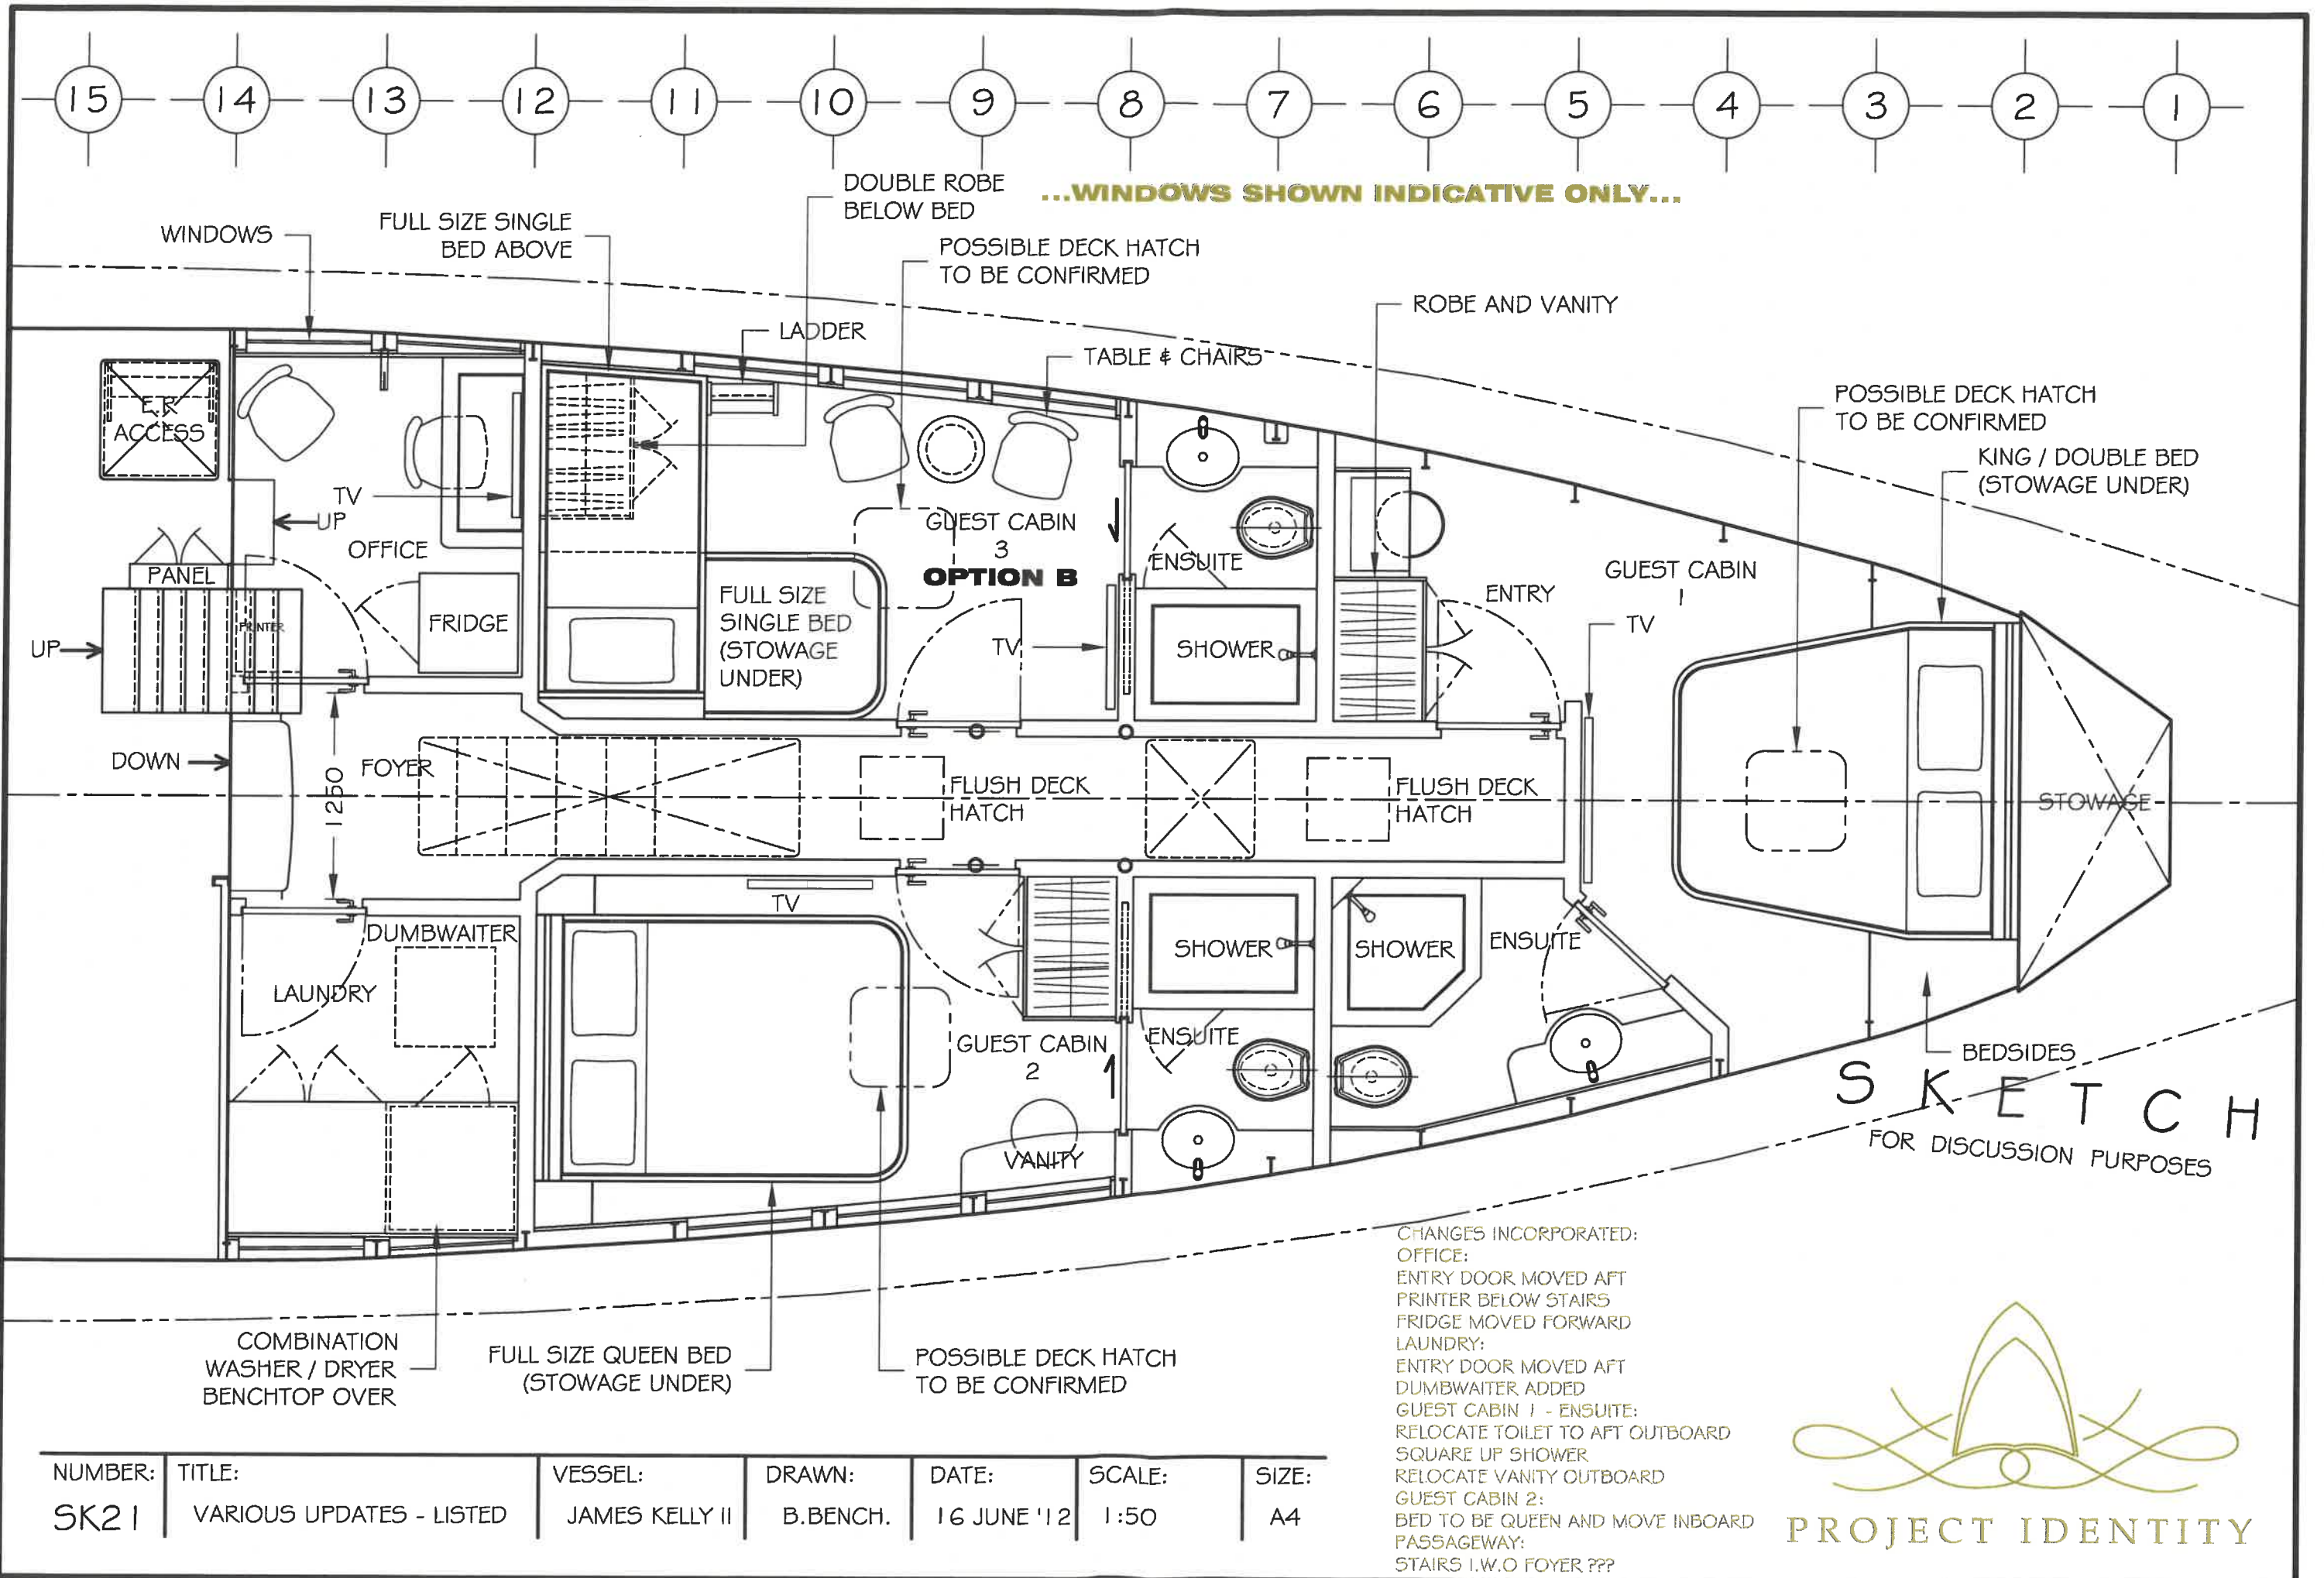 15 14 13 12 11 10 9 8 7 6 5 4 3 2 1
...WINDOWS SHOWN INDICATIVE ONLY...
WINDOWS
FULL SIZE SINGLE
BED ABOVE
DOUBLE ROBE
BELOW BED
POSSIBLE DECK HATCH
TO BE CONFIRMED
LADDER
TABLE & CHAIRS
ROBE AND VANITY
POSSIBLE DECK HATCH
TO BE CONFIRMED
KING / DOUBLE BED
(STOWAGE UNDER)
E.R
ACCESS
TV
UP
OFFICE
PANEL
PRINTER
FRIDGE
UP
FULL SIZE
SINGLE BED
(STOWAGE
UNDER)
GUEST CABIN
3
OPTION B
TV
ENSUITE
SHOWER
ENTRY
GUEST CABIN
1
TV
DOWN
FOYER
1250
FLUSH DECK
HATCH
FLUSH DECK
HATCH
STOWAGE
DUMBWAITER
LAUNDRY
TV
GUEST CABIN
2
VANITY
SHOWER
ENSUITE
SHOWER
ENSUITE
BEDSIDES
SKETCH
FOR DISCUSSION PURPOSES
COMBINATION
WASHER / DRYER
BENCHTOP OVER
FULL SIZE QUEEN BED
(STOWAGE UNDER)
POSSIBLE DECK HATCH
TO BE CONFIRMED
CHANGES INCORPORATED:
OFFICE:
ENTRY DOOR MOVED AFT
PRINTER BELOW STAIRS
FRIDGE MOVED FORWARD
LAUNDRY:
ENTRY DOOR MOVED AFT
DUMBWAITER ADDED
GUEST CABIN 1 - ENSUITE:
RELOCATE TOILET TO AFT OUTBOARD
SQUARE UP SHOWER
RELOCATE VANITY OUTBOARD
GUEST CABIN 2:
BED TO BE QUEEN AND MOVE INBOARD
PASSAGEWAY:
STAIRS I.W.O FOYER ???
PROJECT IDENTITY
NUMBER: TITLE: VESSEL: DRAWN: DATE: SCALE: SIZE:
SK21 VARIOUS UPDATES - LISTED JAMES KELLY II B.BENCH. 16 JUNE '12 1:50 A4